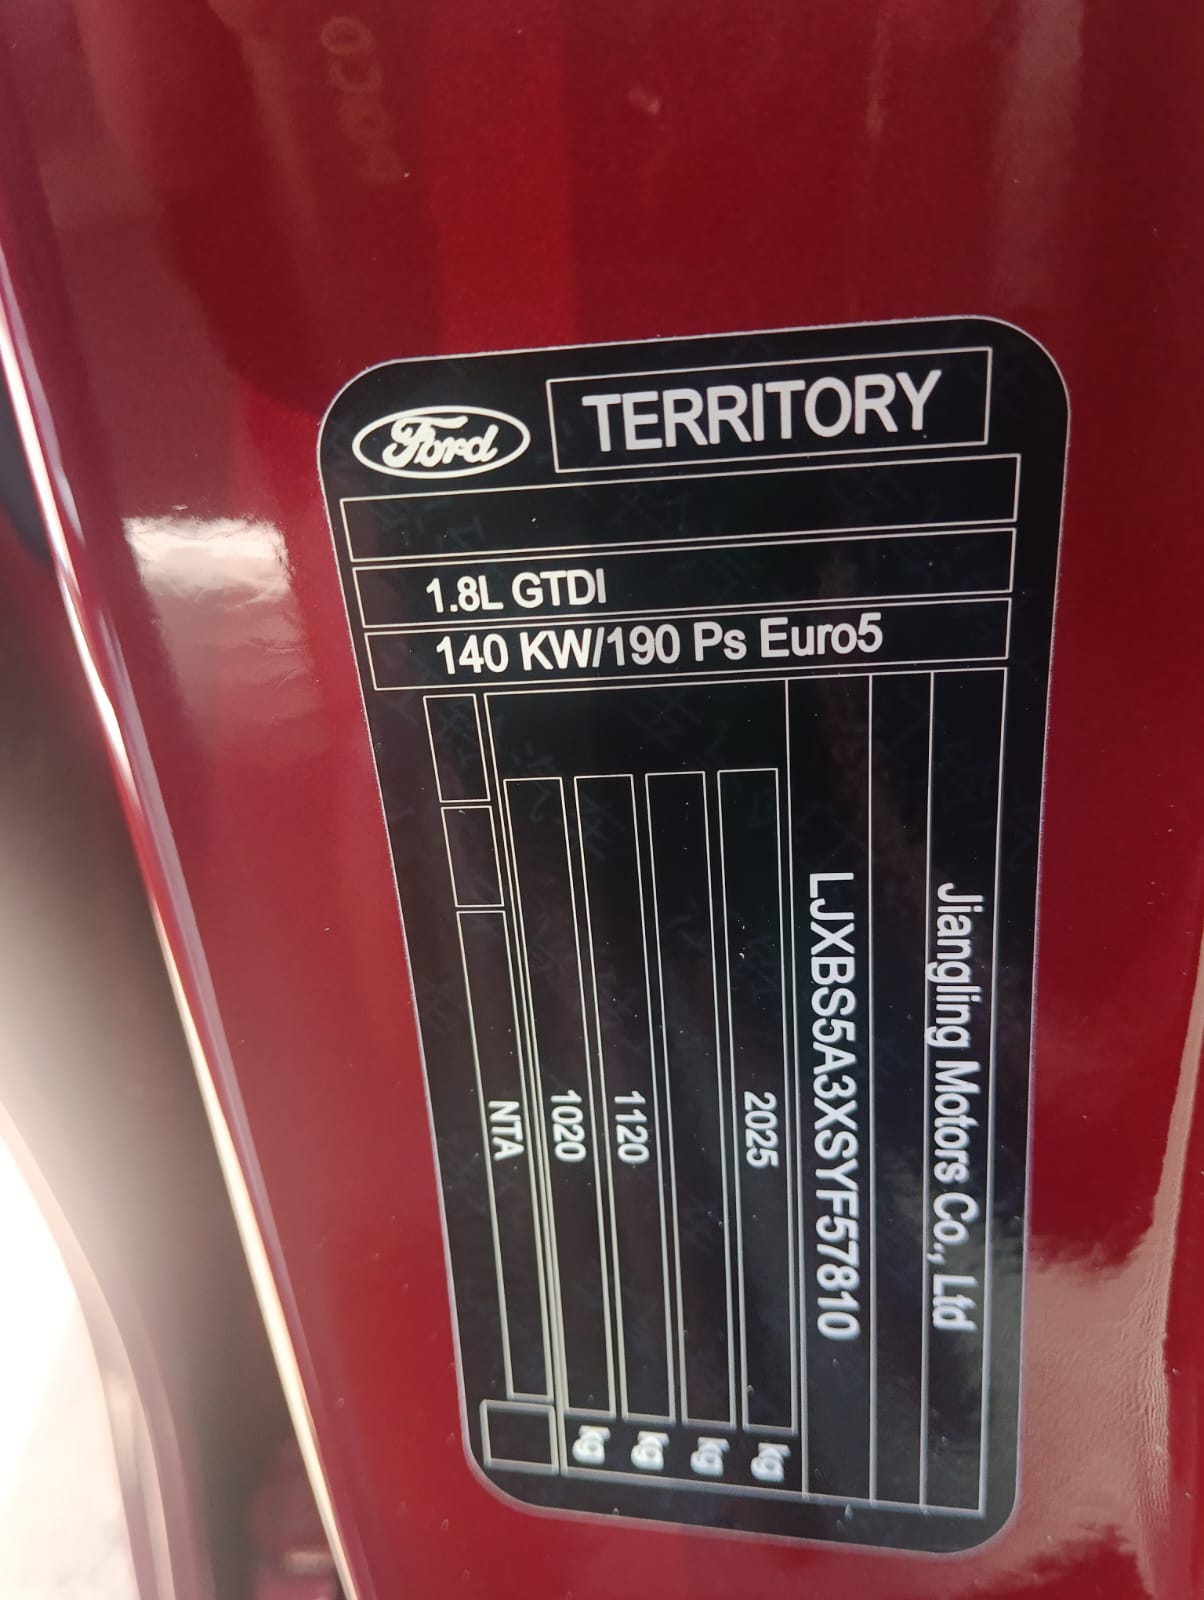 Ford
TERRITORY
1.8L GTDI
140 KW/190 Ps Euro5
Jiangling Motors Co., Ltd
LJXBS5A3XSYF57810
2025 kg
kg
1120 kg
1020 kg
NTA